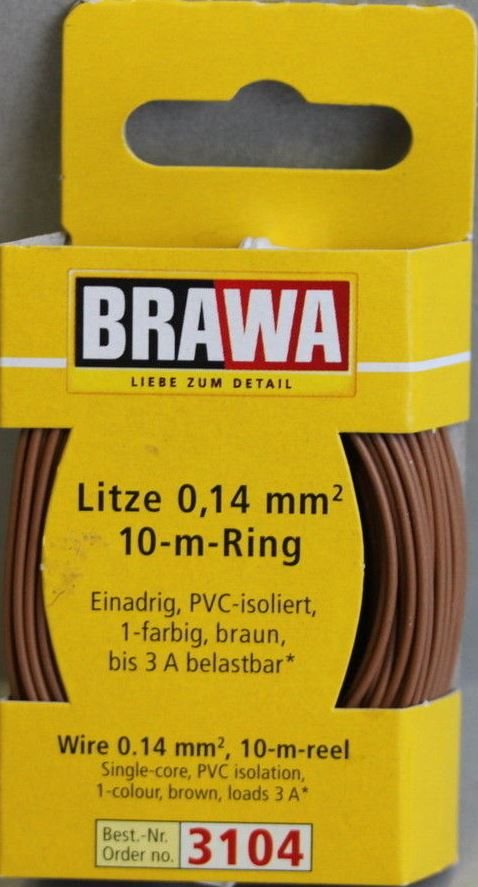 BRAWA
LIEBE ZUM DETAIL
Litze 0,14 mm²
10-m-Ring
Einadrig, PVC-isoliert,
1-farbig, braun,
bis 3 A belastbar*
Wire 0.14 mm², 10-m-reel
Single-core, PVC isolation,
1-colour, brown, loads 3 A*
Best.-Nr.
Order no. 3104